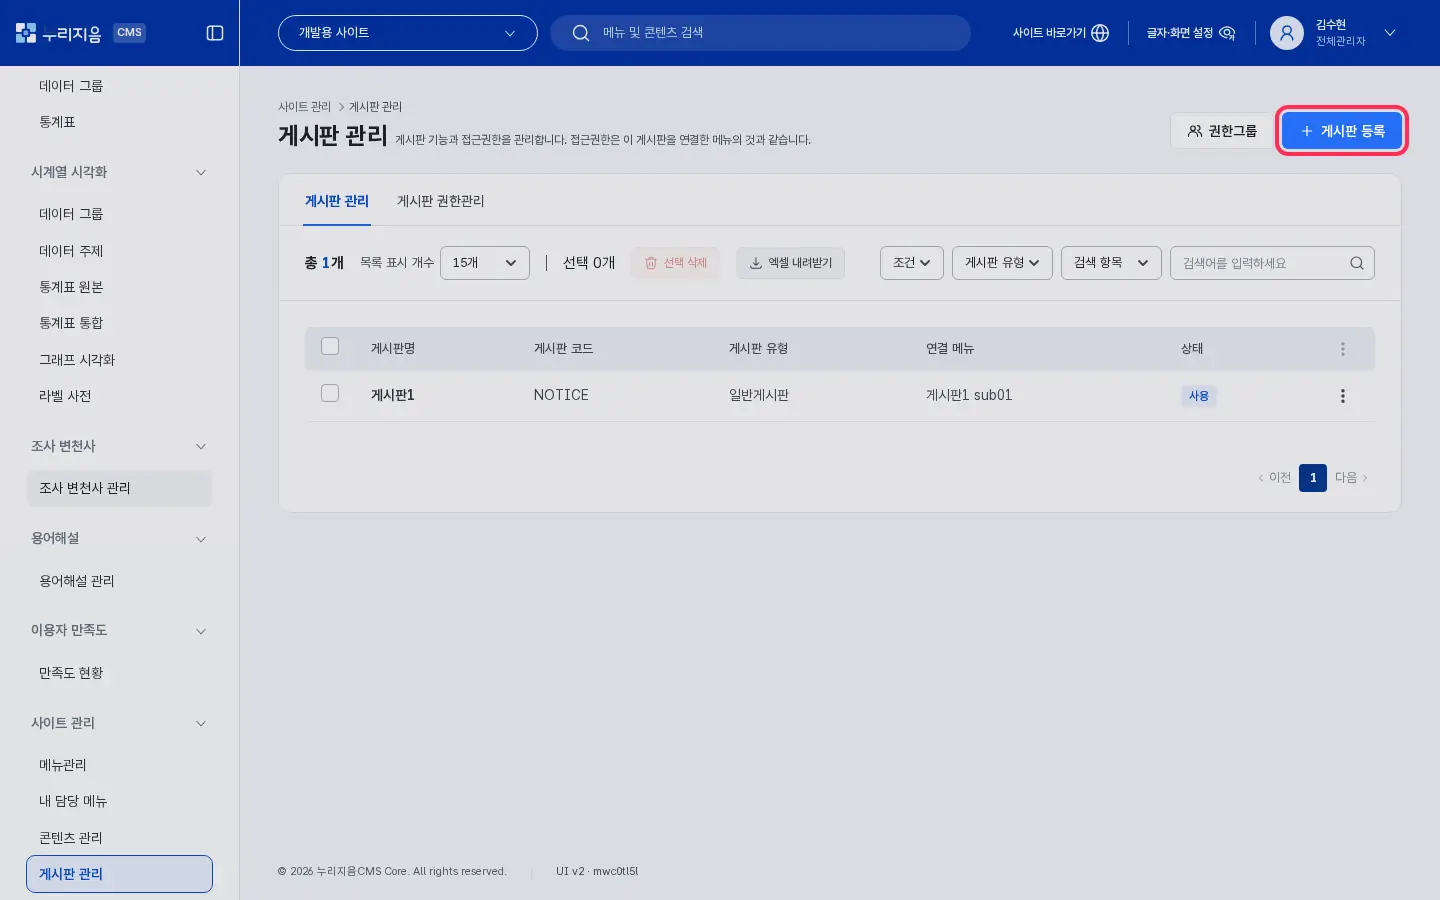 누리지음 CMS
개발용 사이트
메뉴 및 콘텐츠 검색
사이트 바로가기
글자·화면 설정
김수현
전체관리자
데이터 그룹
통계표
시계열 시각화
데이터 그룹
데이터 주제
통계표 원본
통계표 통합
그래프 시각화
라벨 사전
조사 변천사
조사 변천사 관리
용어해설
용어해설 관리
이용자 만족도
만족도 현황
사이트 관리
메뉴관리
내 담당 메뉴
콘텐츠 관리
게시판 관리
사이트 관리 > 게시판 관리
게시판 관리 게시판 기능과 접근권한을 관리합니다. 접근권한은 이 게시판을 연결한 메뉴의 것과 같습니다.
권한그룹
+ 게시판 등록
게시판 관리 게시판 권한관리
총 1개 목록 표시 개수 15개 선택 0개 선택 삭제 엑셀 내려받기 조건 게시판 유형 검색 항목 검색어를 입력하세요
게시판명 게시판 코드 게시판 유형 연결 메뉴 상태
게시판1 NOTICE 일반게시판 게시판1 sub01 사용
이전 1 다음
© 2026 누리지음CMS Core. All rights reserved. UI v2 · mwc0tl5l